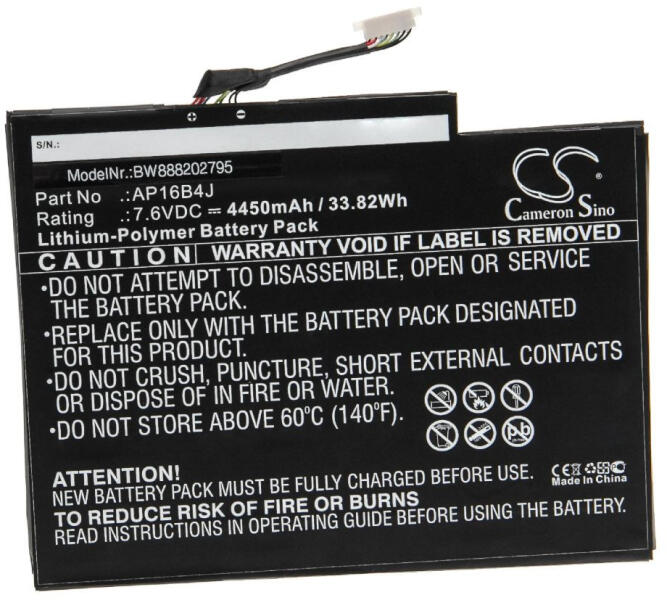 + −
S/N.:
ModelNr.:BW888202795
Part No .:AP16B4J
Rating .:7.6VDC ⎓ 4450mAh / 33.82Wh
Lithium-Polymer Battery Pack
CS
Cameron Sino
CAUTION WARRANTY VOID IF LABEL IS REMOVED
•DO NOT ATTEMPT TO DISASSEMBLE, OPEN OR SERVICE
THE BATTERY PACK.
•REPLACE ONLY WITH THE BATTERY PACK DESIGNATED
FOR THIS PRODUCT.
•DO NOT CRUSH, PUNCTURE, SHORT EXTERNAL CONTACTS
OR DISPOSE OF IN FIRE OR WATER.
•DO NOT STORE ABOVE 60°C (140°F).
Pb
ATTENTION!
NEW BATTERY PACK MUST BE FULLY CHARGED BEFORE USE.
TO REDUCE RISK OF FIRE OR BURNS
READ INSTRUCTIONS IN OPERATING GUIDE BEFORE USING BATTERY.
CE
Made In China